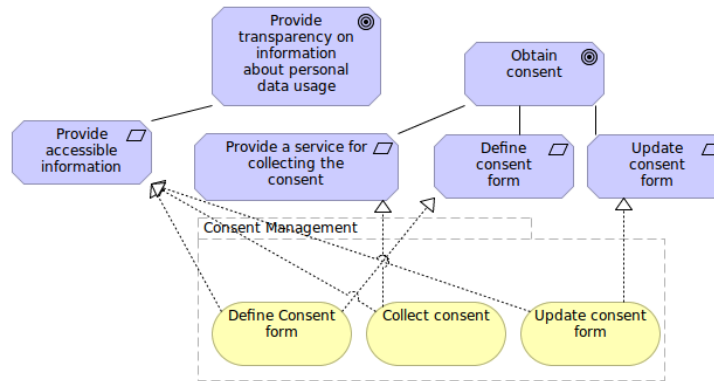 Provide
transparency on
information
about personal
data usage
Obtain
consent
Provide
accessible
information
Provide a service for
collecting the
consent
Define
consent
form
Update
consent
form
Consent Management
Define Consent
form
Collect consent
Update consent
form